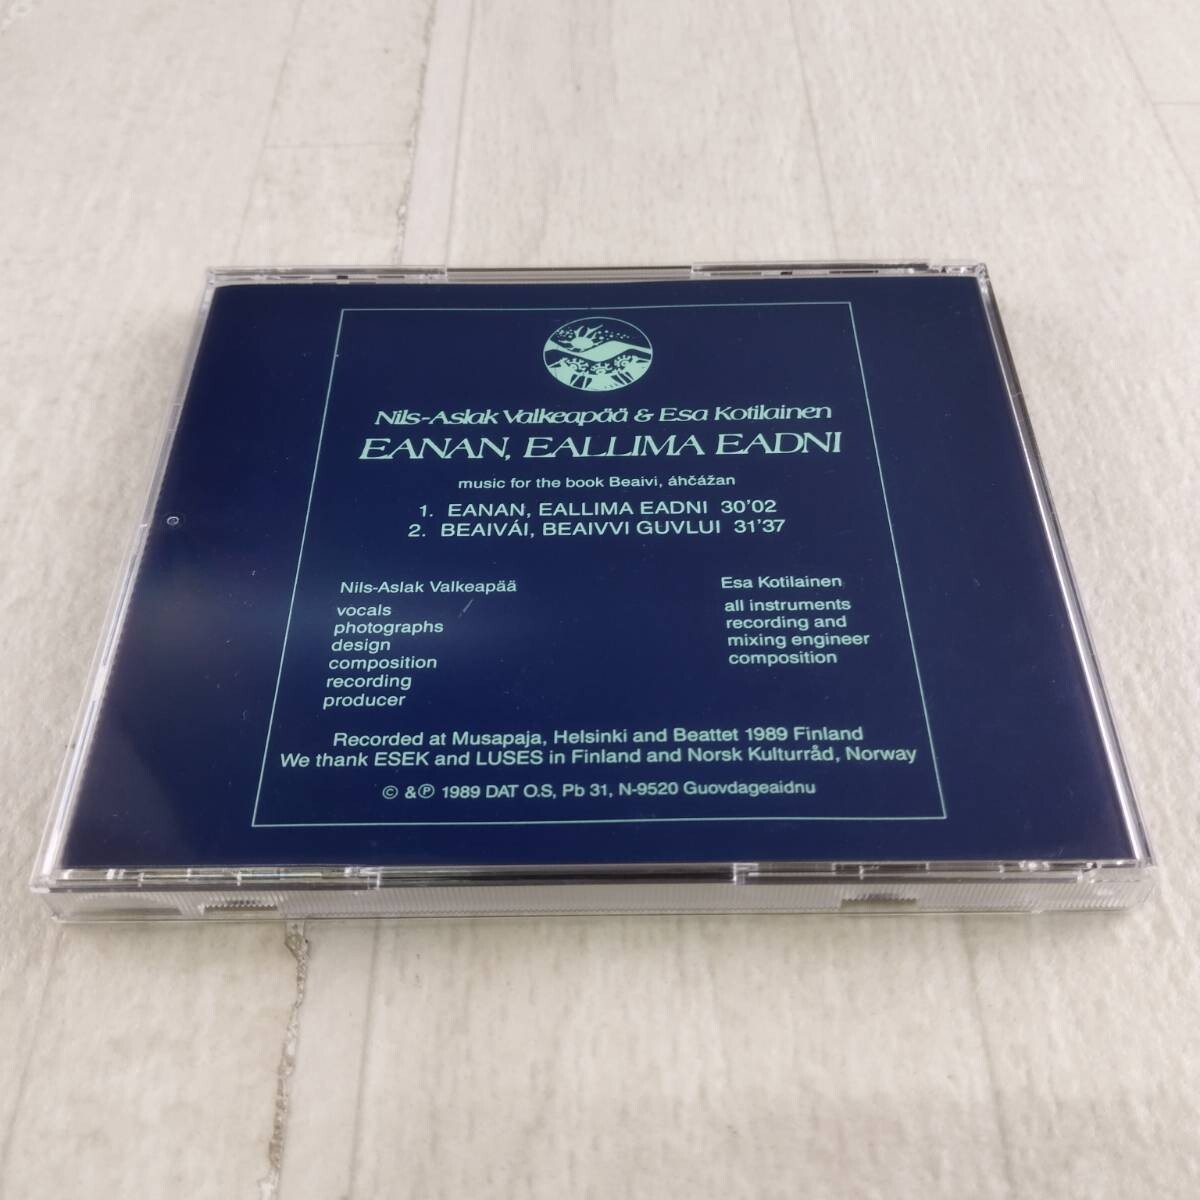 Nils-Aslak Valkeapää & Esa Kotilainen
EANAN, EALLIMA EADNI
music for the book Beaivi, áhčážan
1. EANAN, EALLIMA EADNI 30'02
2. BEAIVÁI, BEAIVVI GUVLUI 31'37
Nils-Aslak Valkeapää
vocals
photographs
design
composition
recording
producer
Esa Kotilainen
all instruments
recording and
mixing engineer
composition
Recorded at Musapaja, Helsinki and Beattet 1989 Finland
We thank ESEK and LUSES in Finland and Norsk Kulturråd, Norway
© & ℗ 1989 DAT O.S, Pb 31, N-9520 Guovdageaidnu